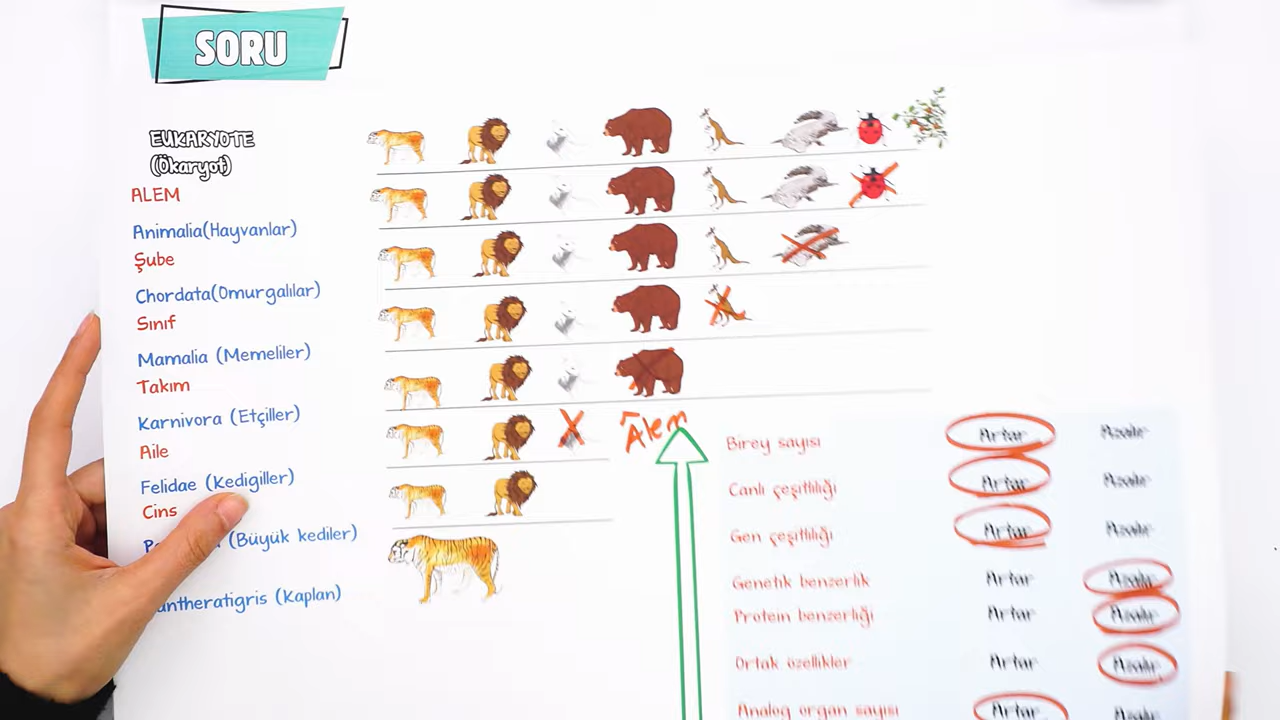 SORU
EUKARYOTE
(Ökaryot)
ALEM
Animalia(Hayvanlar)
Şube
Chordata(Omurgalılar)
Sınıf
Mamalia (Memeliler)
Takım
Karnivora (Etçiller)
Aile
Felidae (Kedigiller)
Cins
(Büyük kediler)
antheratigris (Kaplan)
X
Âlem
Birey sayısı Artar Azalır
Canlı çeşitliliği Artar Azalır
Gen çeşitliliği Artar Azalır
Genetik benzerlik Artar Azalır
Protein benzerliği Artar Azalır
Ortak özellikler Artar Azalır
Analog organ sayısı Artar Azalır